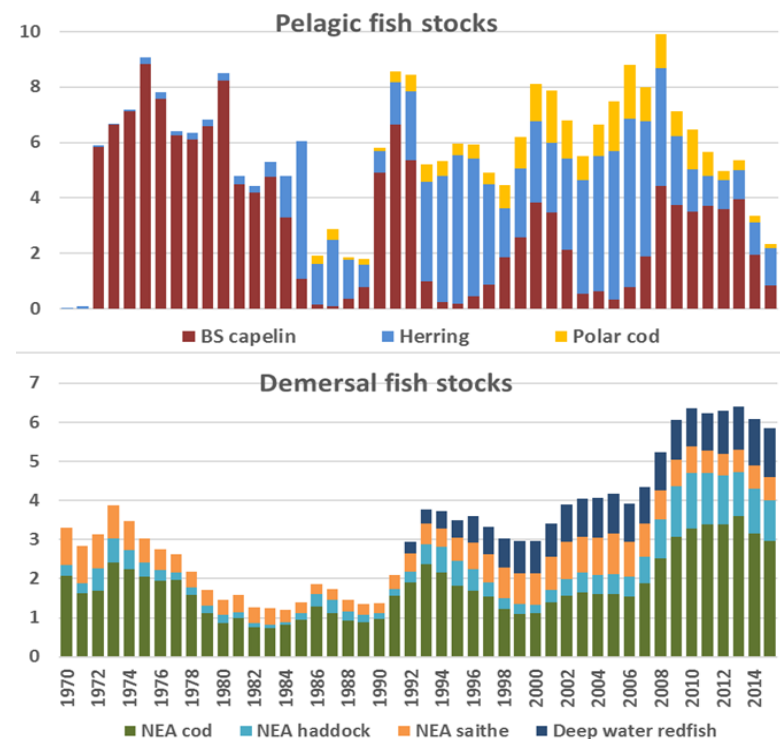 Pelagic fish stocks
10
8
6
4
2
0
BS capelin Herring Polar cod
Demersal fish stocks
7
6
5
4
3
2
1
0
1970 1972 1974 1976 1978 1980 1982 1984 1986 1988 1990 1992 1994 1996 1998 2000 2002 2004 2006 2008 2010 2012 2014
NEA cod NEA haddock NEA saithe Deep water redfish